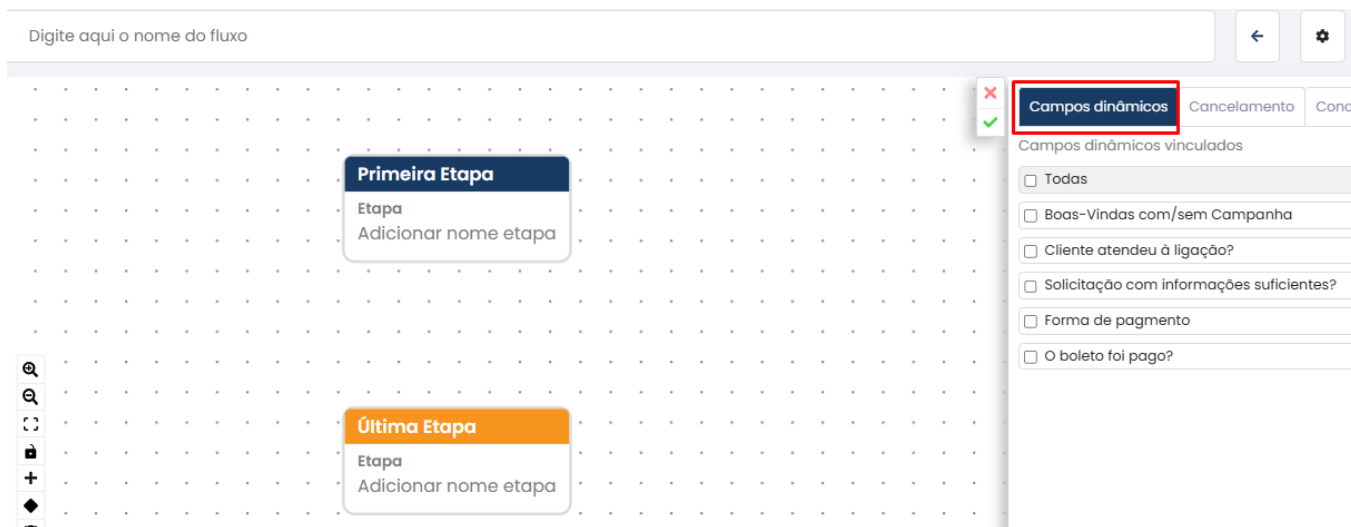 Digite aqui o nome do fluxo
Campos dinâmicos Cancelamento Conc
Campos dinâmicos vinculados
Todas
Boas-Vindas com/sem Campanha
Cliente atendeu à ligação?
Solicitação com informações suficientes?
Forma de pagmento
O boleto foi pago?
Primeira Etapa
Etapa
Adicionar nome etapa
Última Etapa
Etapa
Adicionar nome etapa